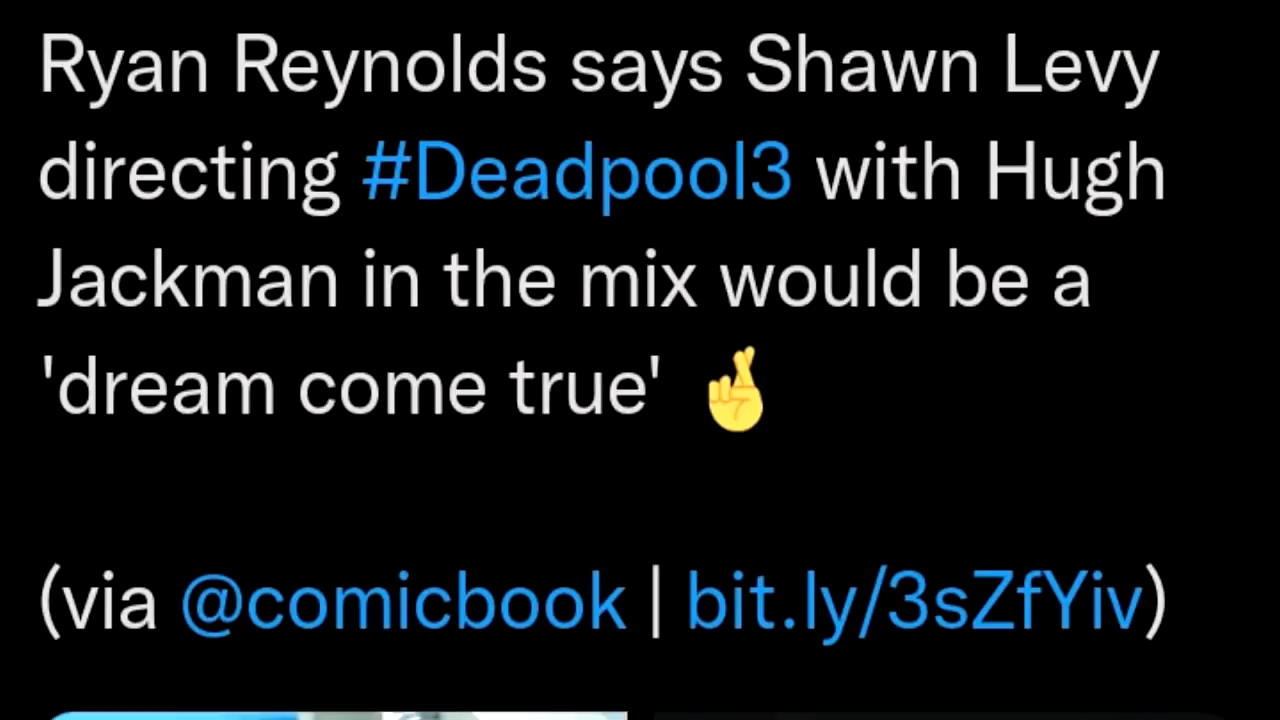 Ryan Reynolds says Shawn Levy
directing #Deadpool3 with Hugh
Jackman in the mix would be a
'dream come true' 🤞
(via @comicbook | bit.ly/3sZfYiv)